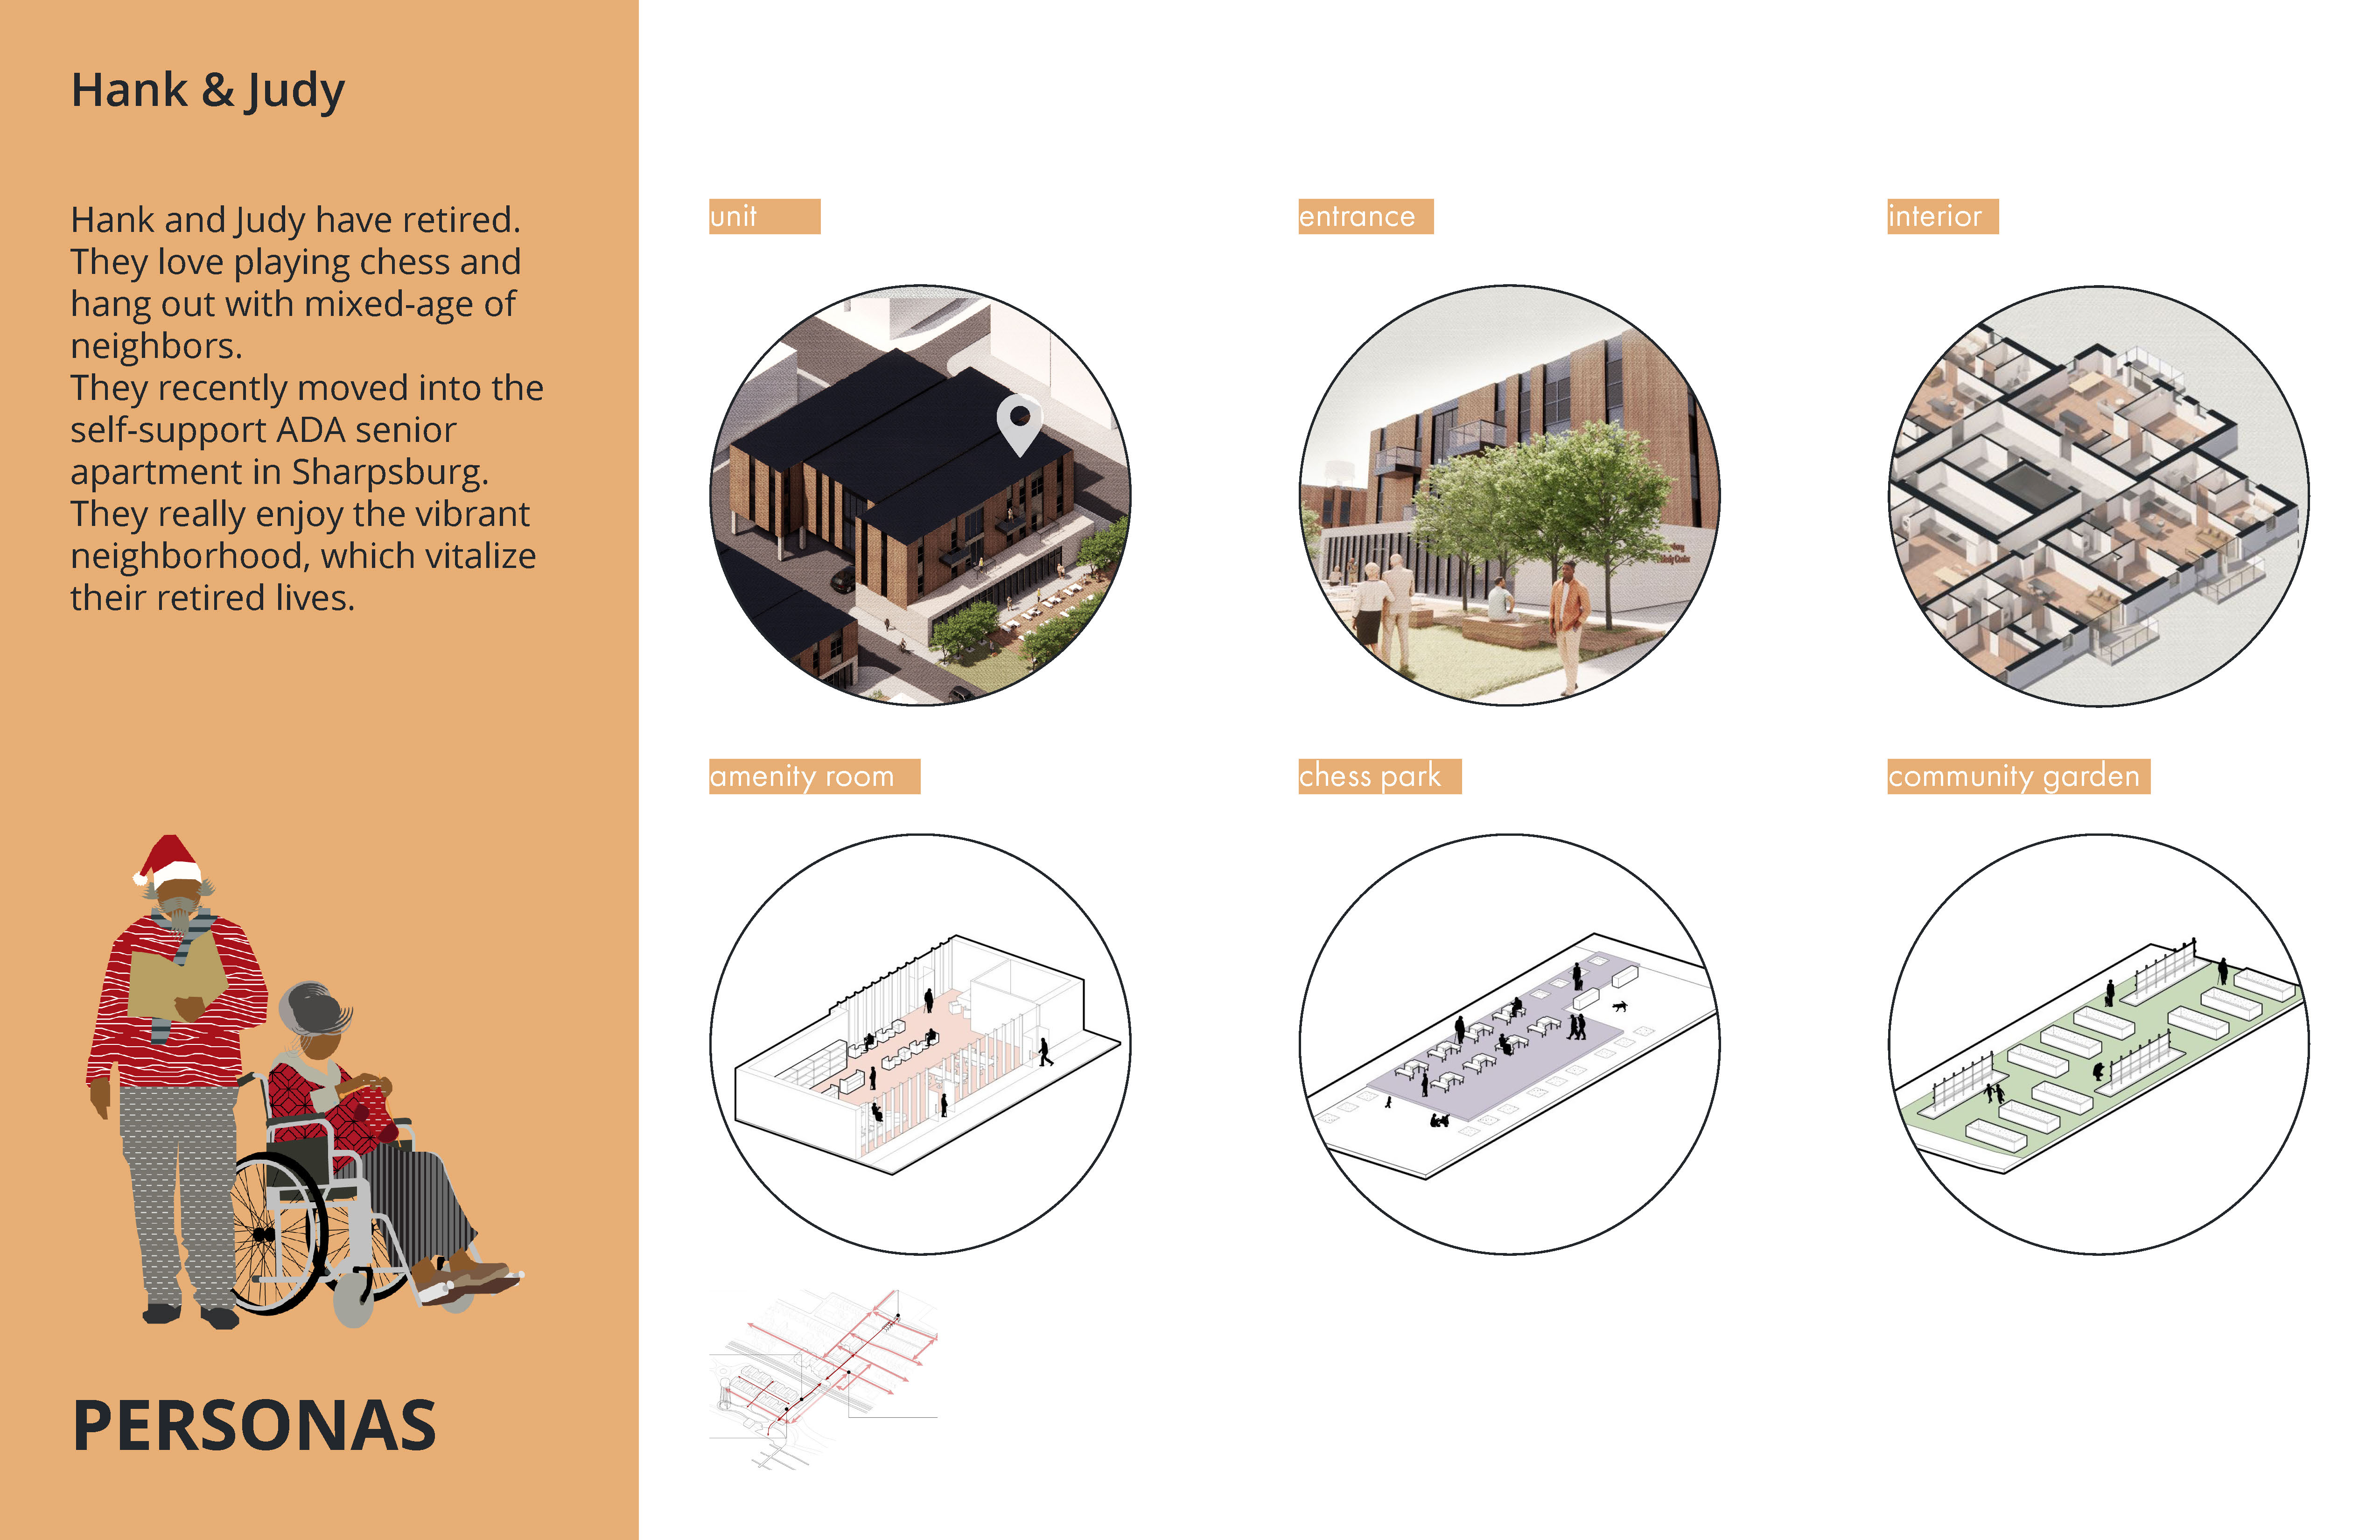 Hank & Judy
Hank and Judy have retired.
They love playing chess and
hang out with mixed-age of
neighbors.
They recently moved into the
self-support ADA senior
apartment in Sharpsburg.
They really enjoy the vibrant
neighborhood, which vitalize
their retired lives.
PERSONAS
unit
entrance
interior
amenity room
chess park
community garden